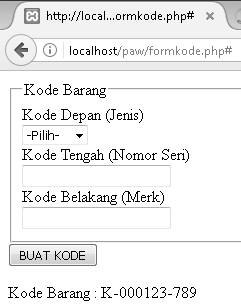 http://local...ormkode.php#
localhost/paw/formkode.php#
Kode Barang
Kode Depan (Jenis)
-Pilih-
Kode Tengah (Nomor Seri)
Kode Belakang (Merk)
BUAT KODE
Kode Barang : K-000123-789